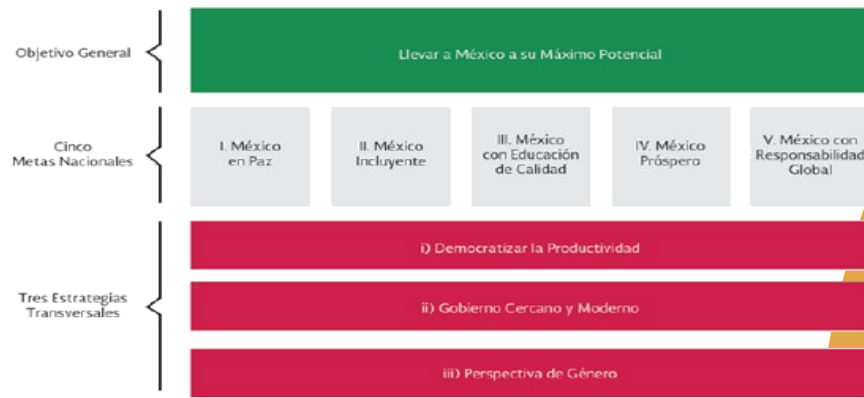 Objetivo General
Llevar a México a su Máximo Potencial
Cinco
Metas Nacionales
I. México
en Paz
II. México
Incluyente
III. México
con Educación
de Calidad
IV. México
Próspero
V. México con
Responsabilidad
Global
Tres Estrategias
Transversales
i) Democratizar la Productividad
ii) Gobierno Cercano y Moderno
iii) Perspectiva de Género